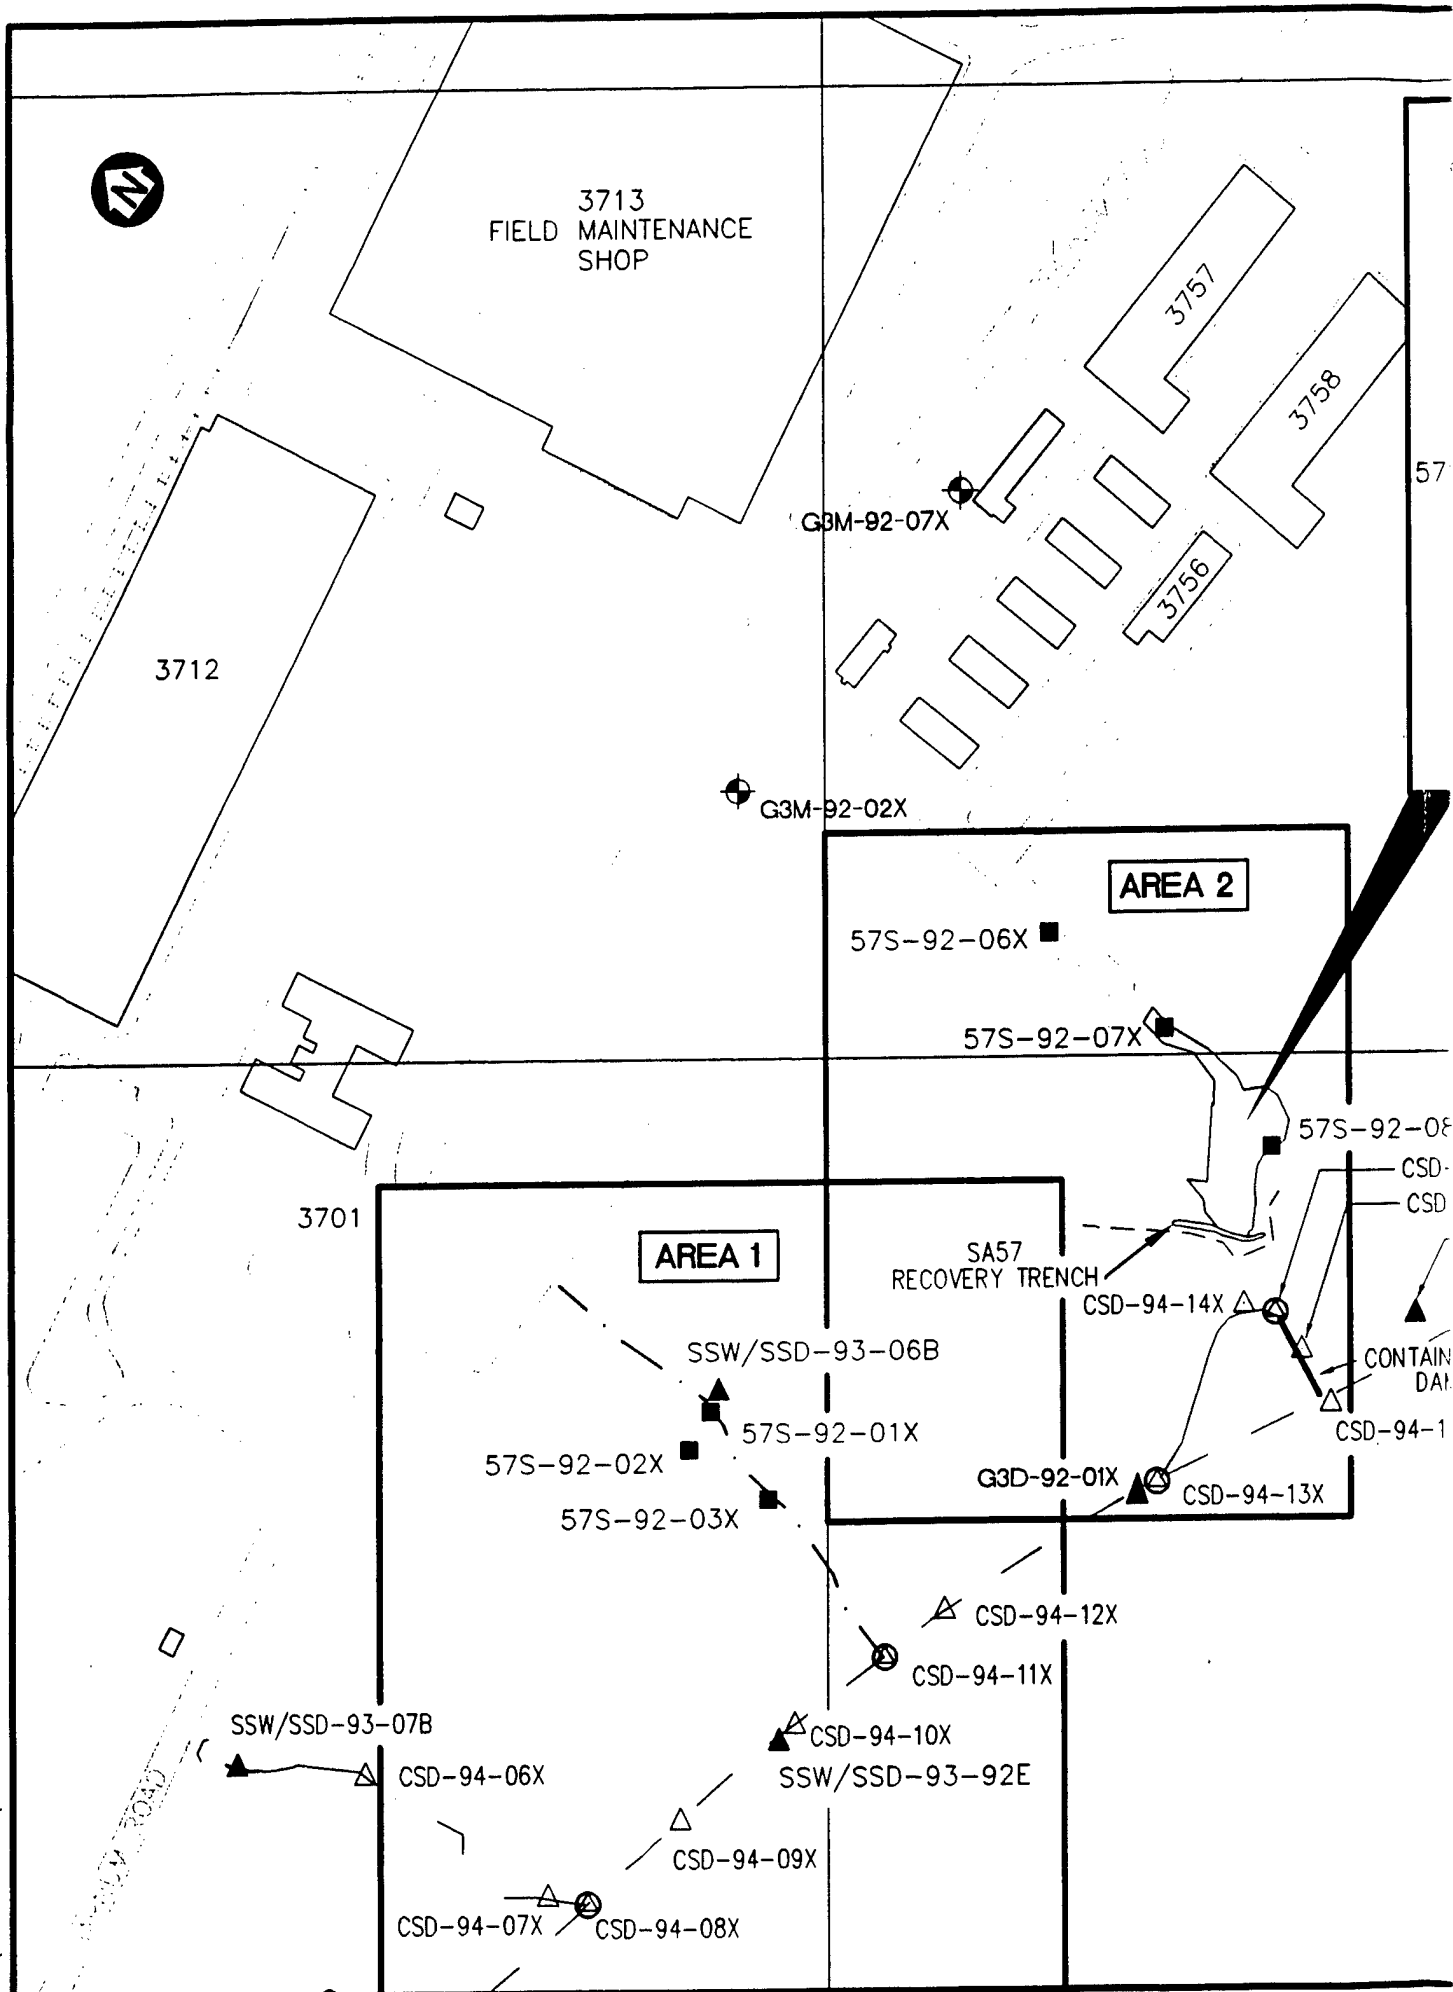 N
3713
FIELD MAINTENANCE
SHOP
3757
3758
57
G3M-92-07X
3756
3712
G3M-92-02X
AREA 2
57S-92-06X
57S-92-07X
57S-92-08
CSD-
CSD
3701
AREA 1
SA57
RECOVERY TRENCH
CSD-94-14X
SSW/SSD-93-06B
CONTAIN
57S-92-01X
CSD-94-1
57S-92-02X
G3D-92-01X
CSD-94-13X
57S-92-03X
CSD-94-12X
CSD-94-11X
SSW/SSD-93-07B
CSD-94-10X
CSD-94-06X
SSW/SSD-93-92E
ROAD
CSD-94-09X
CSD-94-07X
CSD-94-08X